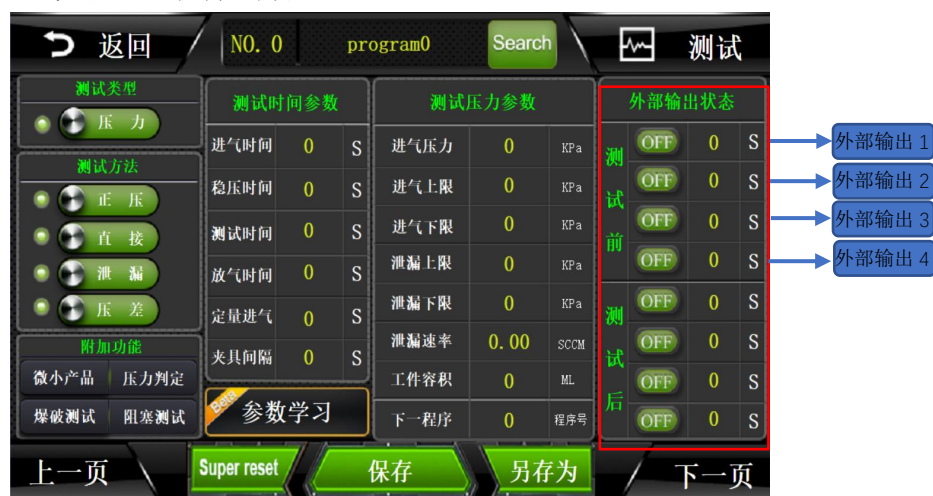 返回
NO. 0
program0
Search
测试
测试类型
压 力
测试方法
正 压
直 接
泄 漏
压 差
附加功能
微小产品 压力判定
爆破测试 阻塞测试
测试时间参数
进气时间 0 S
稳压时间 0 S
测试时间 0 S
放气时间 0 S
定量进气 0 S
夹具间隔 0 S
Beta
参数学习
测试压力参数
进气压力 0 KPa
进气上限 0 KPa
进气下限 0 KPa
泄漏上限 0 KPa
泄漏下限 0 KPa
泄漏速率 0.00 SCCM
工件容积 0 ML
下一程序 0 程序号
外部输出状态
测试前
OFF 0 S
OFF 0 S
OFF 0 S
OFF 0 S
测试后
OFF 0 S
OFF 0 S
OFF 0 S
OFF 0 S
外部输出 1
外部输出 2
外部输出 3
外部输出 4
上一页
Super reset
保存
另存为
下一页